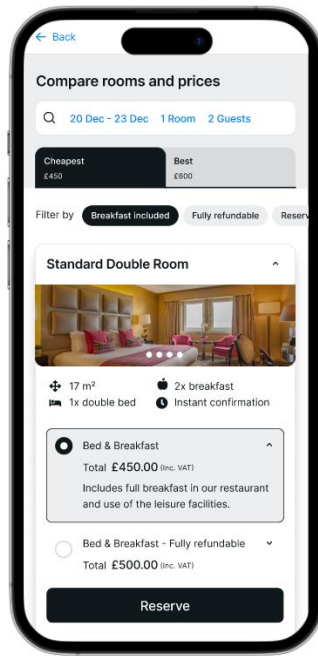 ← Back
Compare rooms and prices
20 Dec - 23 Dec 1 Room 2 Guests
Cheapest
£450
Best
£600
Filter by Breakfast included Fully refundable Reserv
Standard Double Room
17 m² 2x breakfast
1x double bed Instant confirmation
Bed & Breakfast
Total £450.00 (Inc. VAT)
Includes full breakfast in our restaurant
and use of the leisure facilities.
Bed & Breakfast - Fully refundable
Total £500.00 (Inc. VAT)
Reserve